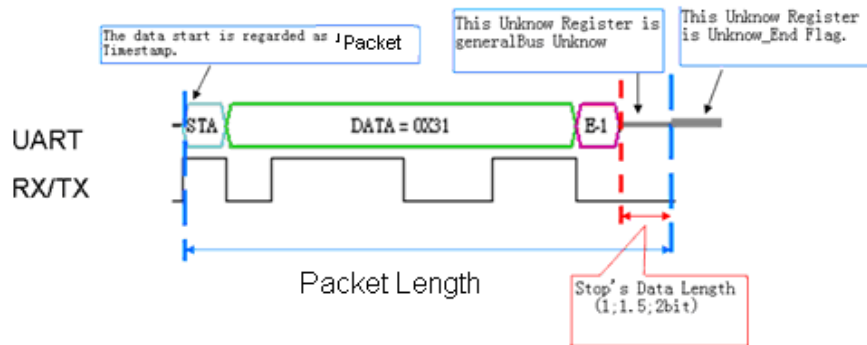 The data start is regarded as Packet
Timestamp.
This Unknow Register is
generalBus Unknow
This Unknow Register
is Unknow_End Flag.
UART
STA
DATA = 0X31
E-1
RX/TX
Packet Length
Stop's Data Length
(1;1.5;2bit)